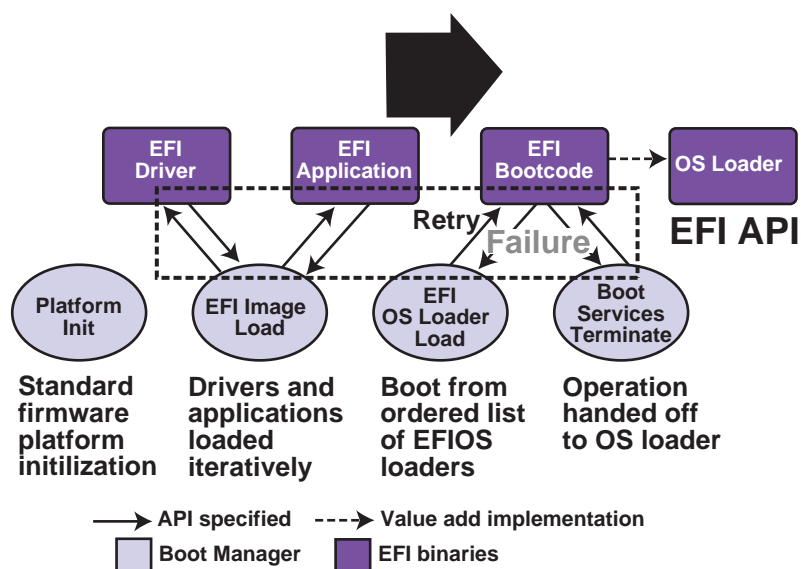 EFI
Driver
EFI
Application
EFI
Bootcode
OS Loader
EFI API
Retry
Failure
Platform
Init
EFI Image
Load
EFI
OS Loader
Load
Boot
Services
Terminate
Standard
firmware
platform
initilization
Drivers and
applications
loaded
iteratively
Boot from
ordered list
of EFIOS
loaders
Operation
handed off
to OS loader
API specified
Value add implementation
Boot Manager
EFI binaries